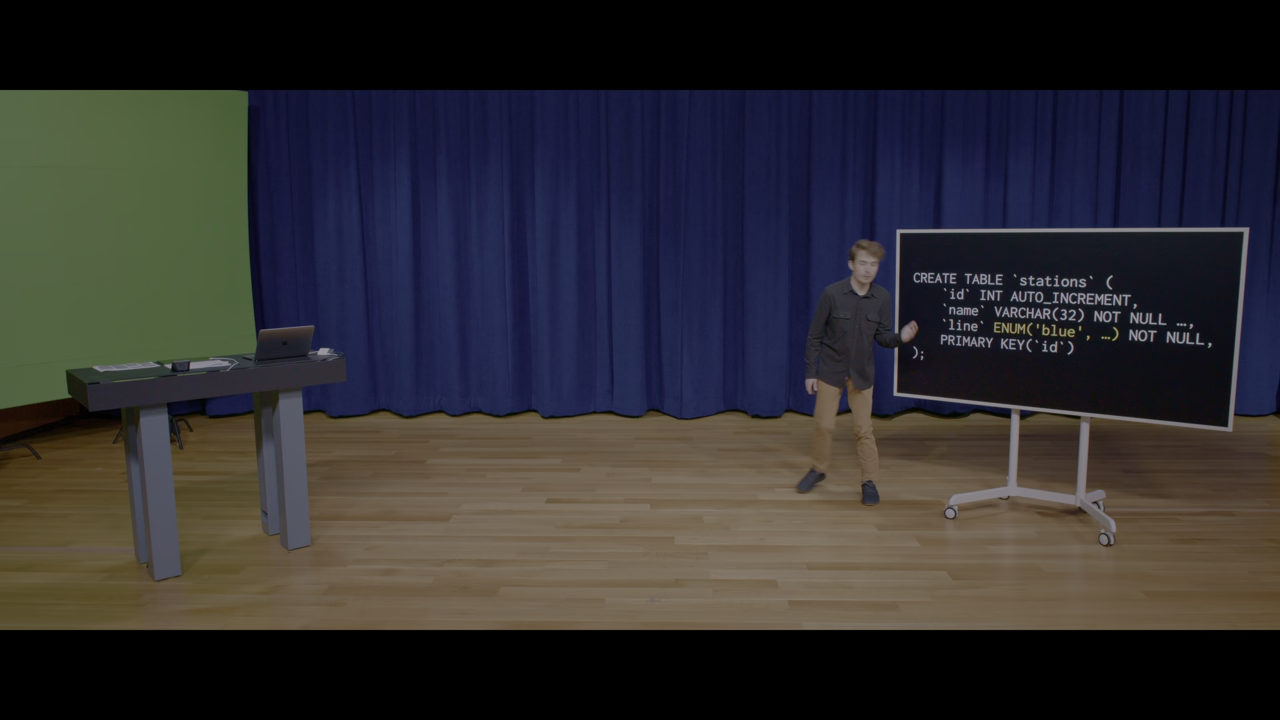 CREATE TABLE `stations` (
`id` INT AUTO_INCREMENT,
`name` VARCHAR(32) NOT NULL …,
`line` ENUM('blue', …) NOT NULL,
PRIMARY KEY(`id`)
);